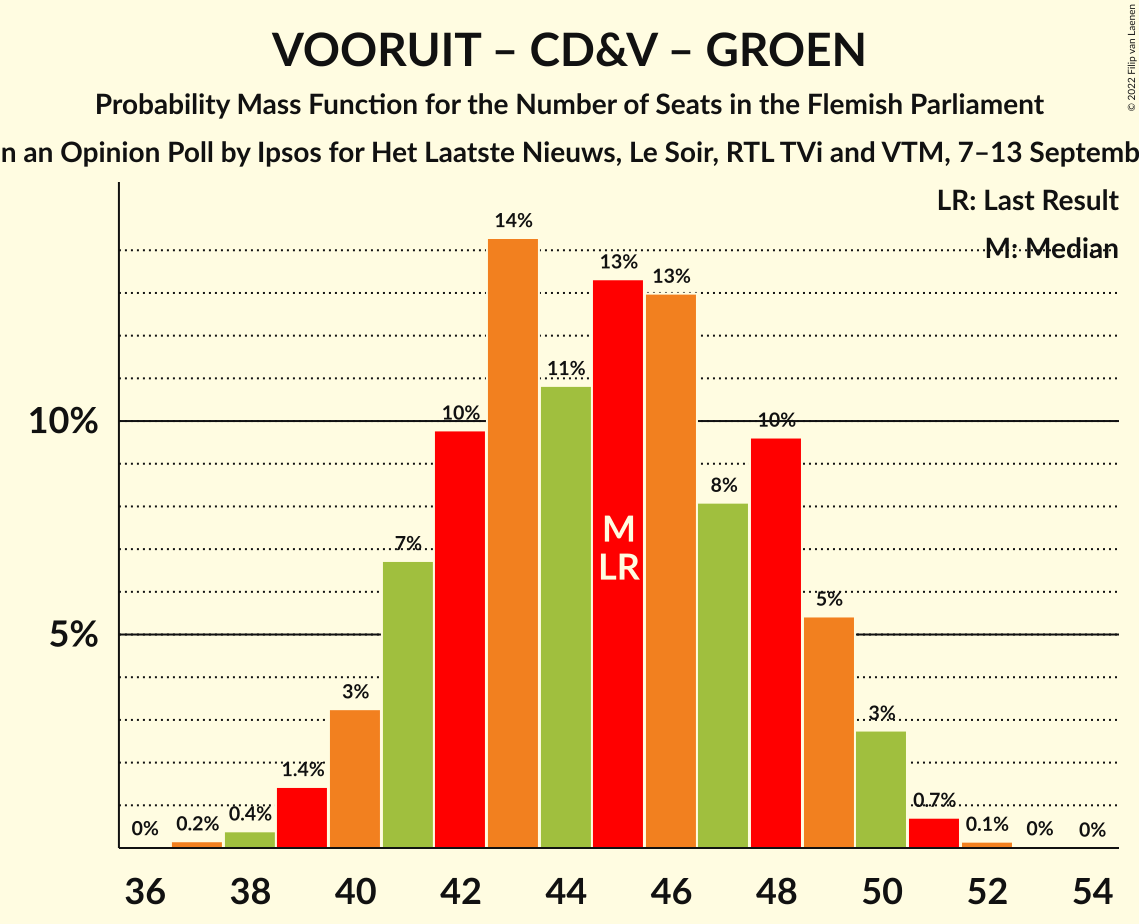 VOORUIT – CD&V – GROEN
Probability Mass Function for the Number of Seats in the Flemish Parliament
n an Opinion Poll by Ipsos for Het Laatste Nieuws, Le Soir, RTL TVi and VTM, 7–13 Septemb
© 2022 Filip van Laenen
LR: Last Result
M: Median
10%
5%
0%
0.2%
0.4%
1.4%
3%
7%
10%
14%
11%
13%
13%
8%
10%
5%
3%
0.7%
0.1%
0%
0%
M
LR
36 38 40 42 44 46 48 50 52 54